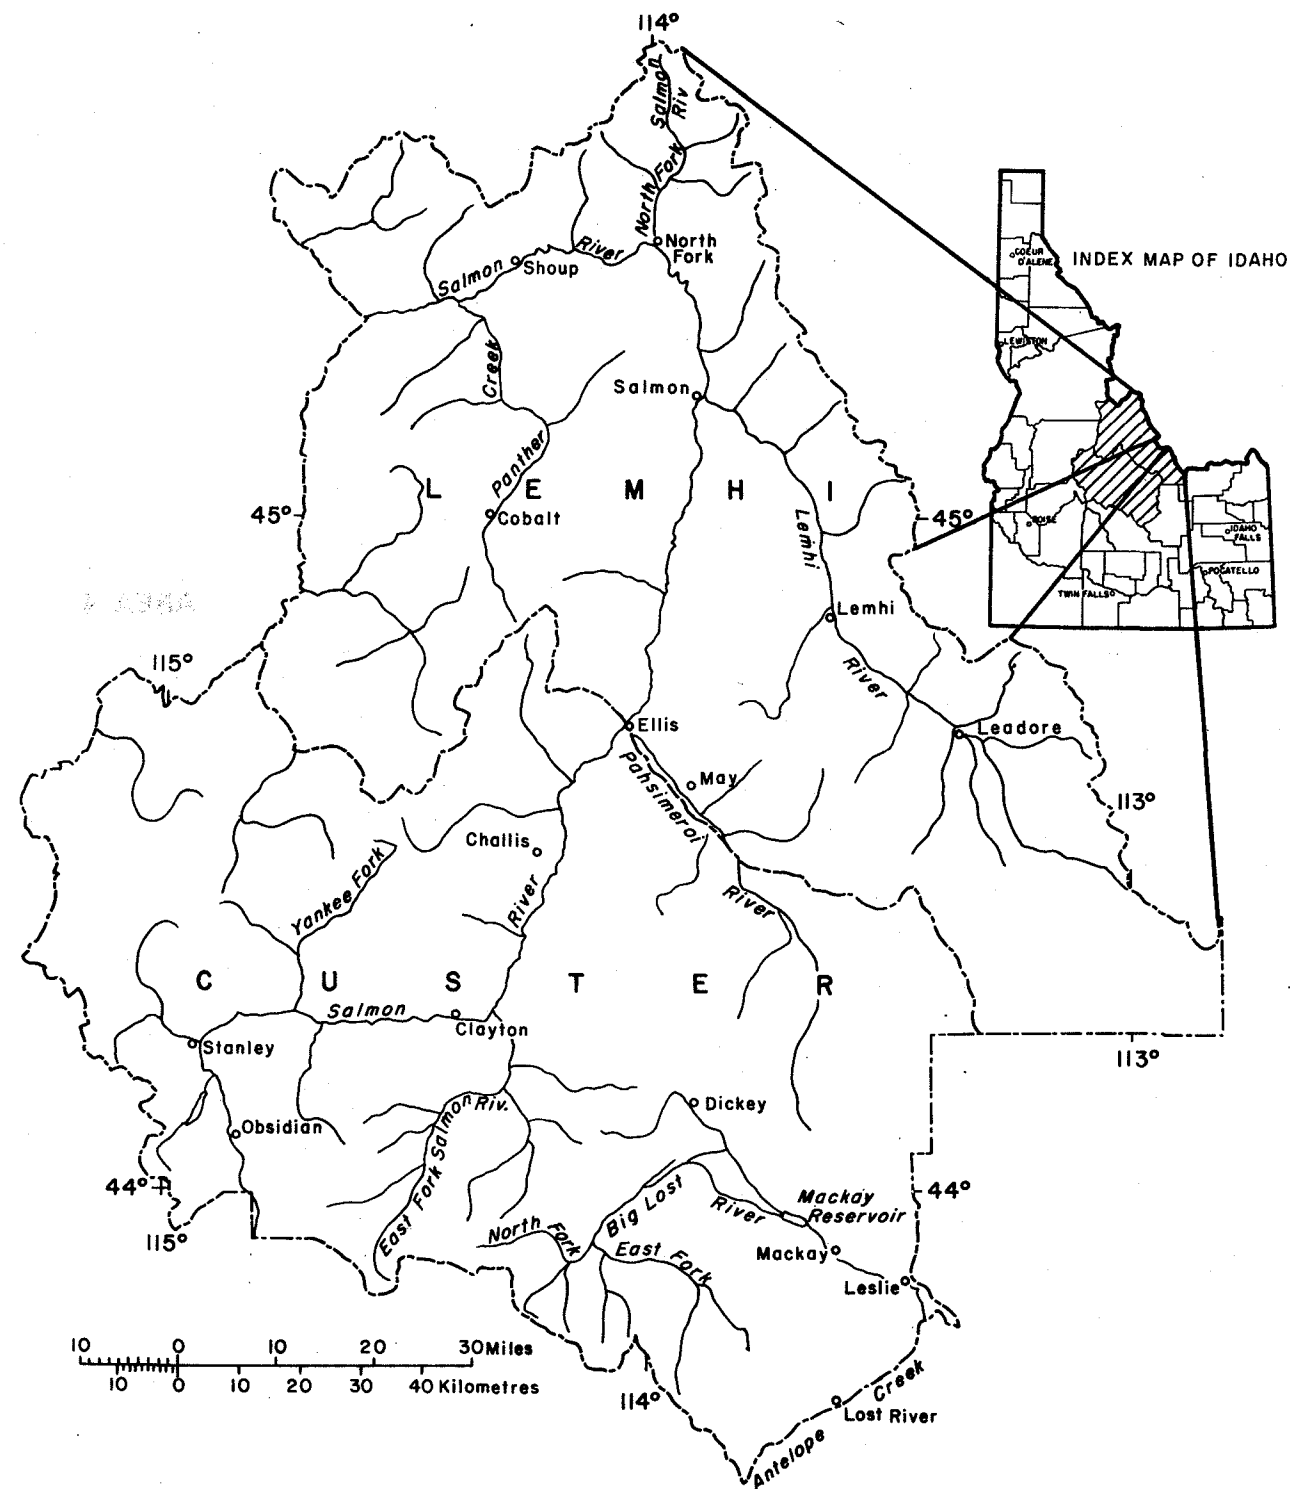 114°
Salmon
Riv
North Fork
INDEX MAP OF IDAHO
COEUR
D'ALENE
LEWISTON
BOISE
IDAHO
FALLS
POCATELLO
TWIN FALLS
North
Fork
River
Shoup
Salmon
Creek
Salmon
Panther
L E M H I
Cobalt
45°
45°
Lemhi
Lemhi
River
115°
Ellis
Leadore
Pahsimeroi
May
113°
Challis
Yankee Fork
River
River
C U S T E R
Salmon
Clayton
Stanley
113°
Dickey
Riv.
East Fork Salmon
Obsidian
44°
44°
115°
Big Lost
River
Mackay
Reservoir
North Fork
East Fork
Mackay
Leslie
10 0 10 20 30 Miles
10 0 10 20 30 40 Kilometres
114°
Creek
Lost River
Antelope